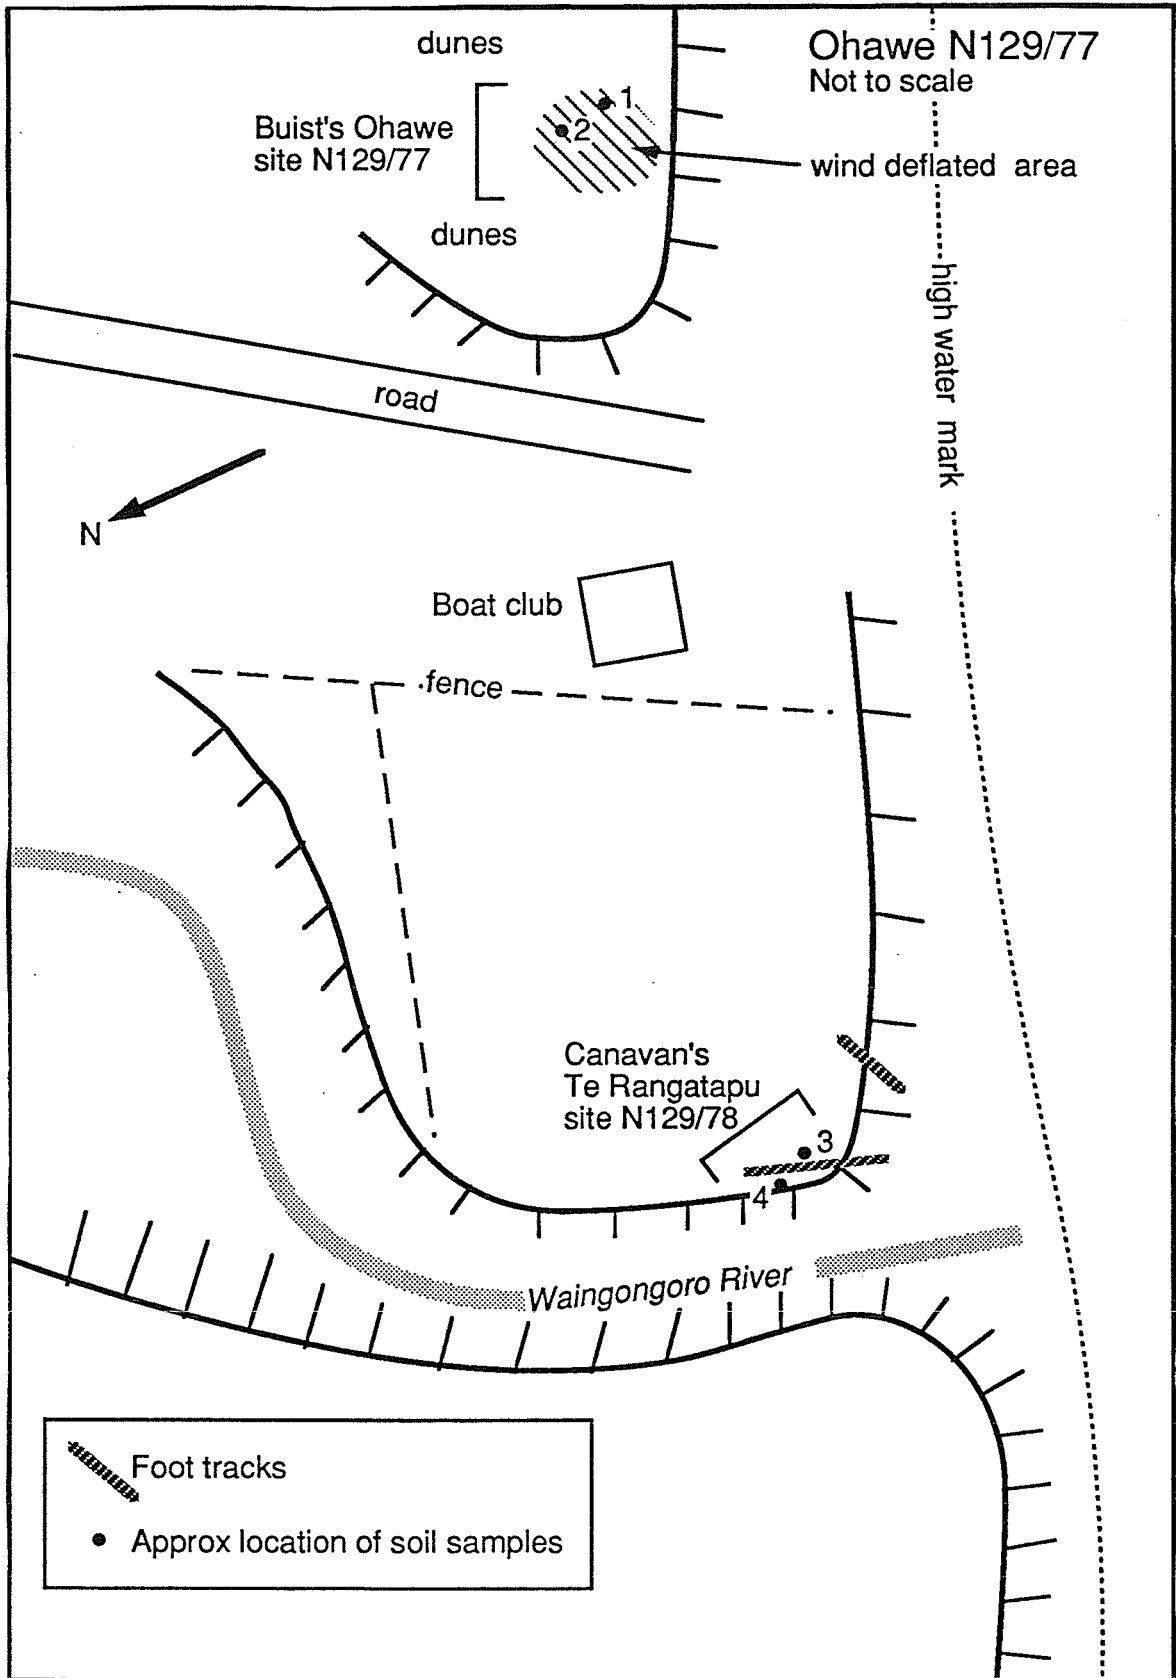 dunes
Ohawe N129/77
Not to scale
1
2
Buist's Ohawe
site N129/77
wind deflated area
dunes
high water mark
road
N
Boat club
fence
Canavan's
Te Rangatapu
site N129/78
3
4
Waingongoro River
Foot tracks
Approx location of soil samples